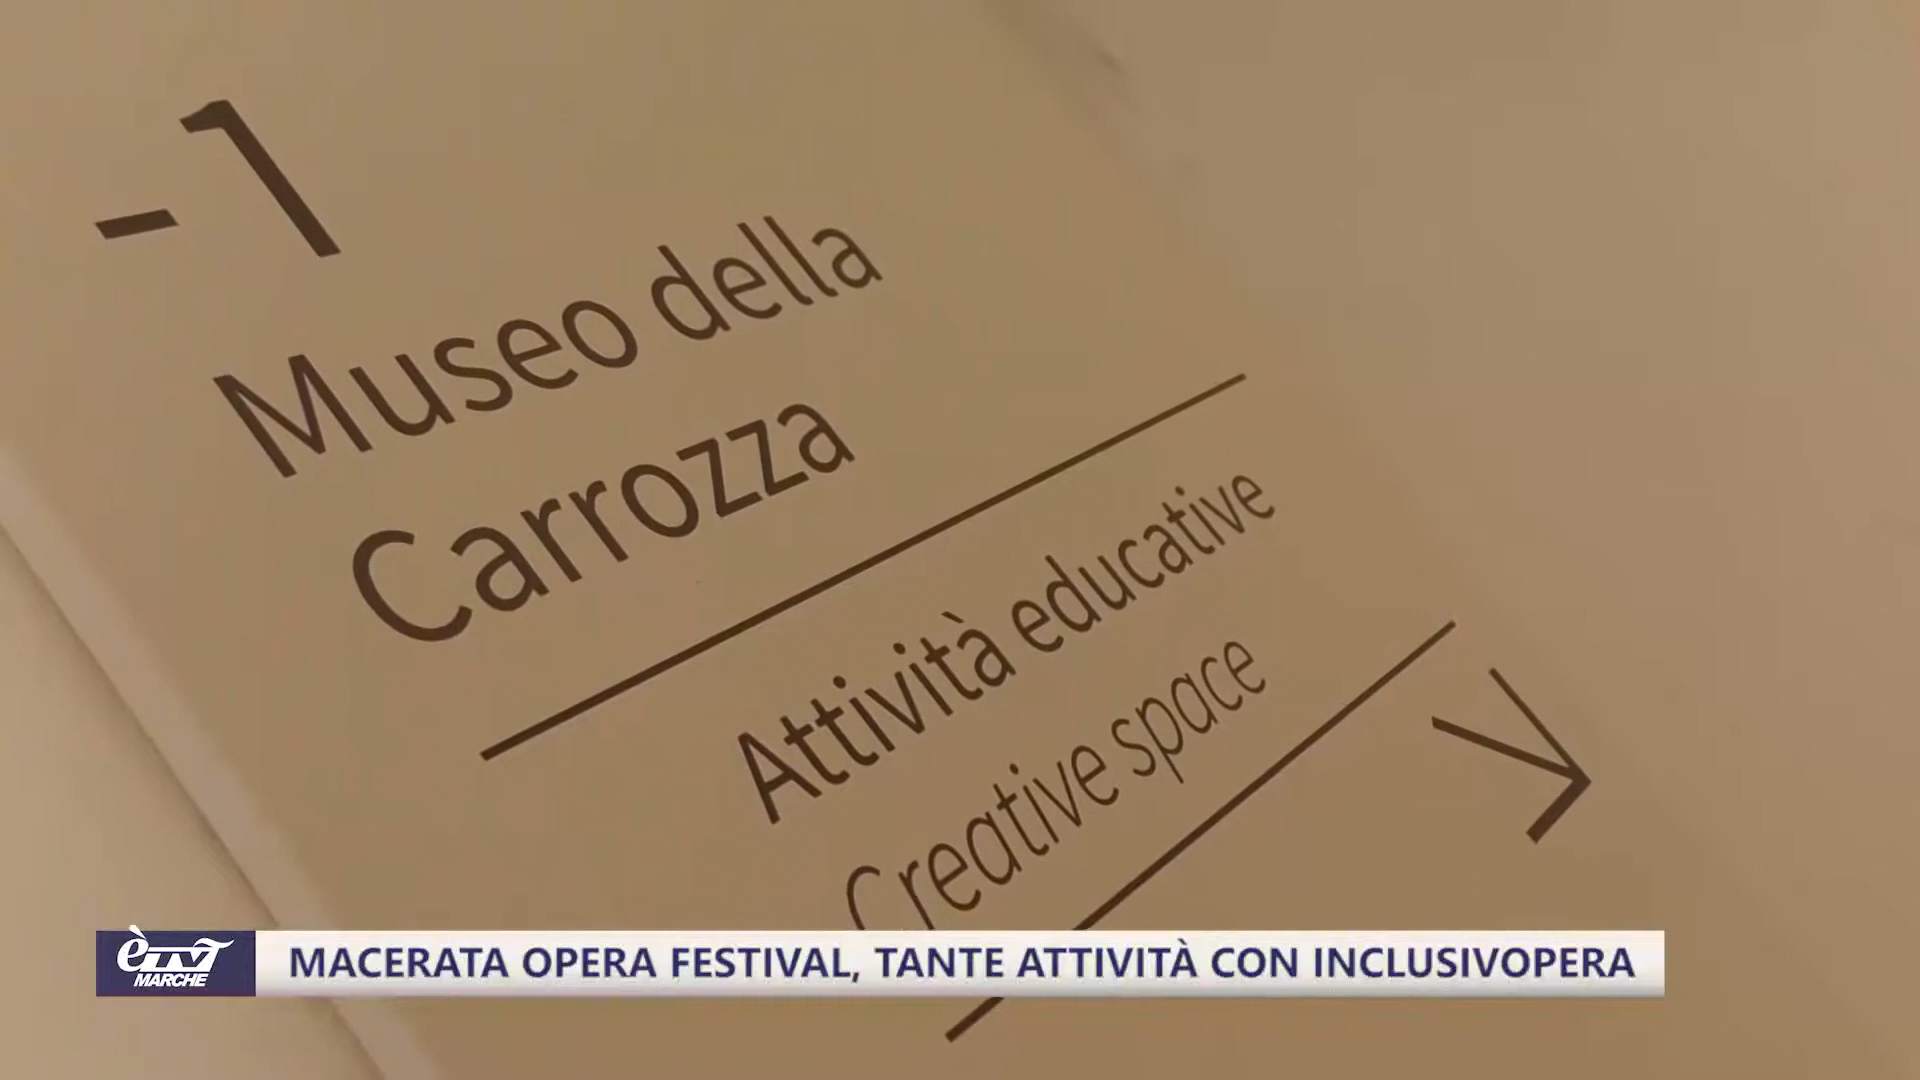 -1
Museo della
Carrozza
Attività educative
Creative space
ètv
MARCHE
MACERATA OPERA FESTIVAL, TANTE ATTIVITÀ CON INCLUSIVOPERA